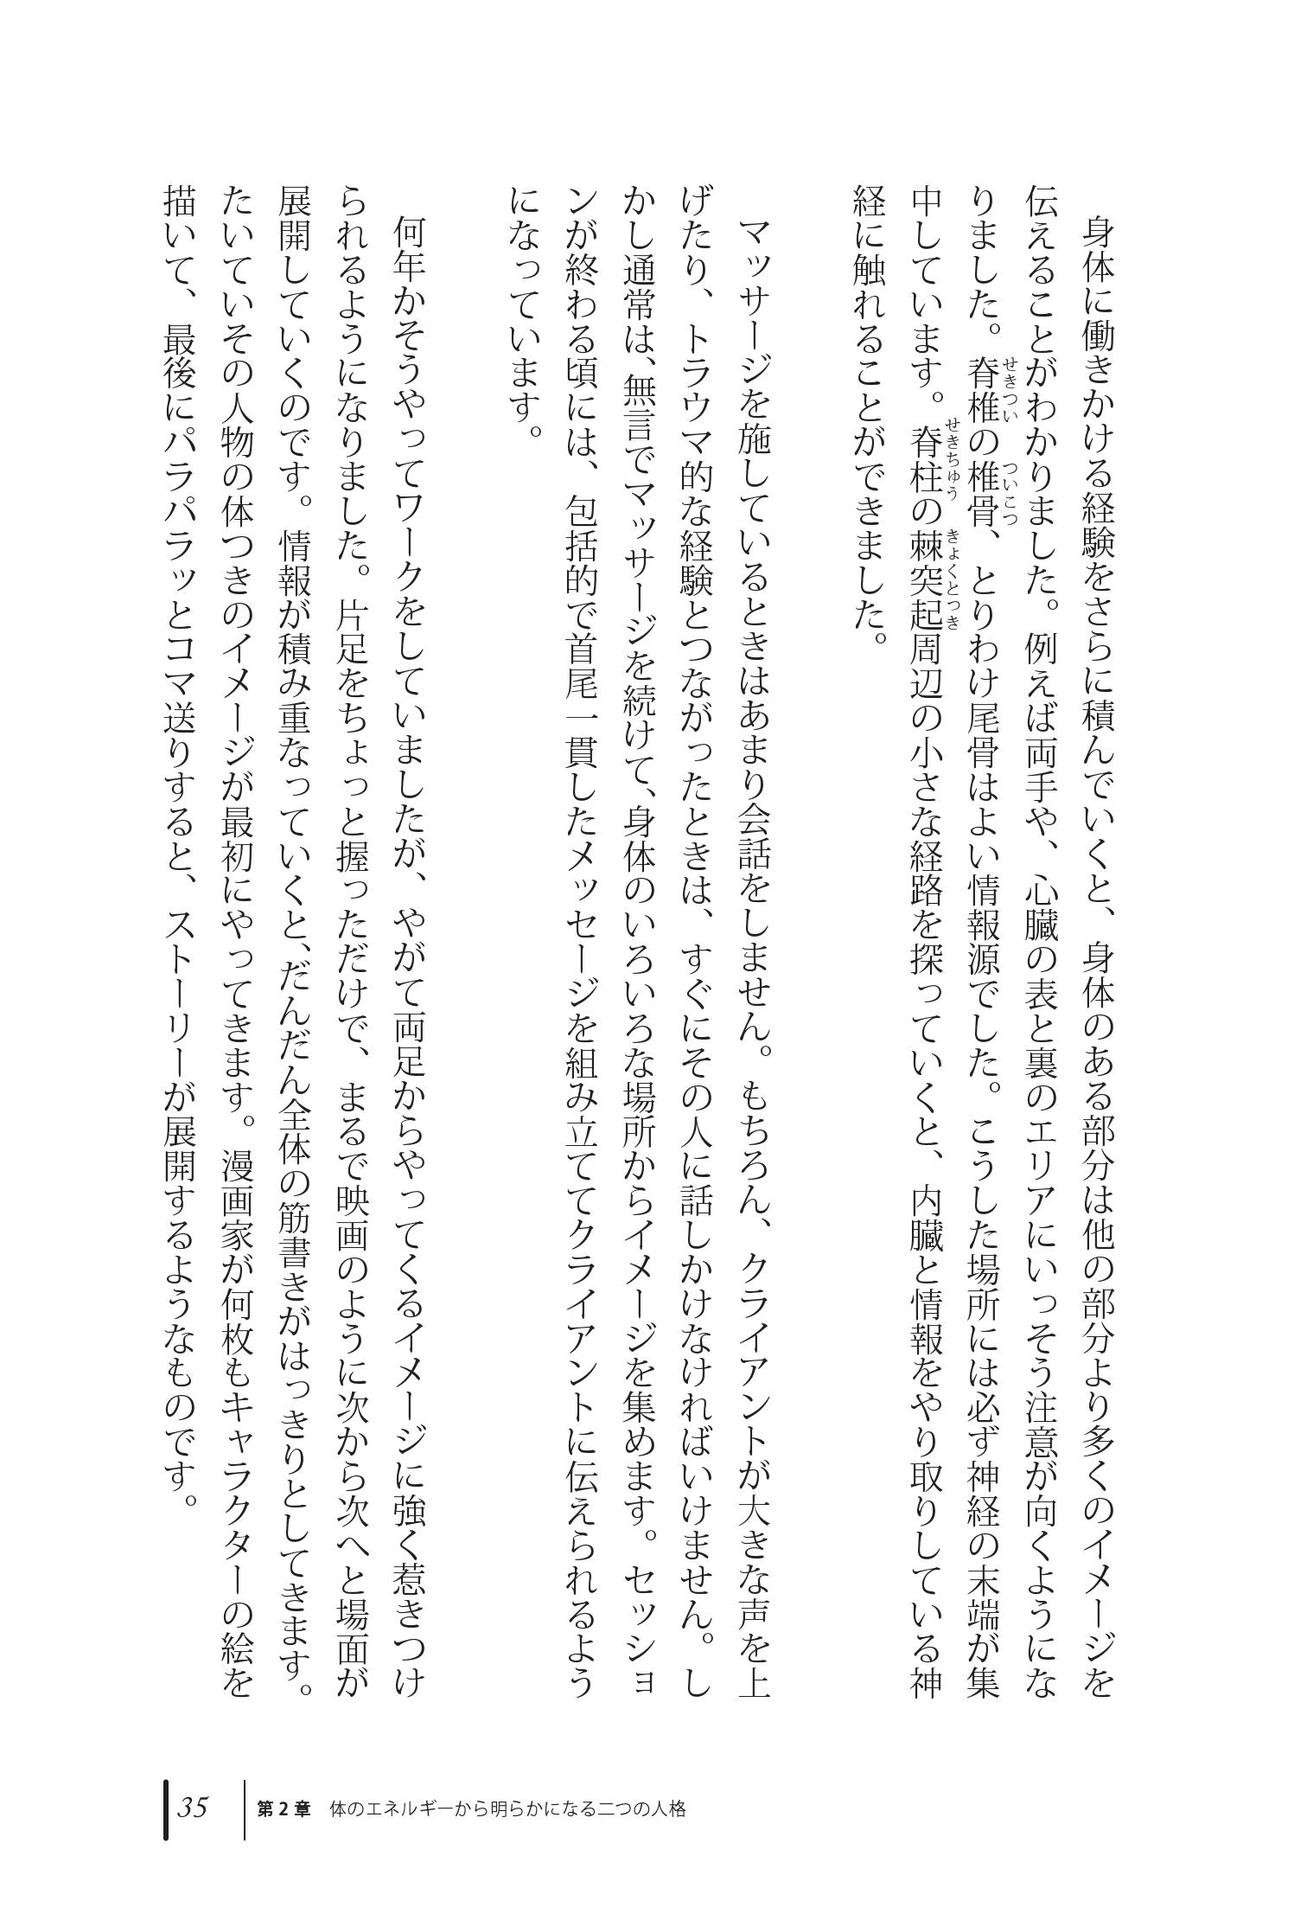 身体に働きかける経験をさらに積んでいくと、身体のある部分は他の部分より多くのイメージを
伝えることがわかりました。例えば両手や、心臓の表と裏のエリアにいっそう注意が向くようにな
りました。脊椎の椎骨、とりわけ尾骨はよい情報源でした。こうした場所には必ず神経の末端が集
せきつい
ついこつ
中しています。脊柱の棘突起周辺の小さな経路を探っていくと、内臓と情報をやり取りしている神
せきちゅう
きょくとつき
経に触れることができました。
マッサージを施しているときはあまり会話をしません。もちろん、クライアントが大きな声を上
げたり、トラウマ的な経験とつながったときは、すぐにその人に話しかけなければいけません。し
かし通常は、無言でマッサージを続けて、身体のいろいろな場所からイメージを集めます。セッショ
ンが終わる頃には、包括的で首尾一貫したメッセージを組み立ててクライアントに伝えられるよう
になっています。
何年かそうやってワークをしていましたが、やがて両足からやってくるイメージに強く惹きつけ
られるようになりました。片足をちょっと握っただけで、まるで映画のように次から次へと場面が
展開していくのです。情報が積み重なっていくと、だんだん全体の筋書きがはっきりとしてきます。
たいていその人物の体つきのイメージが最初にやってきます。漫画家が何枚もキャラクターの絵を
描いて、最後にパラパラッとコマ送りすると、ストーリーが展開するようなものです。
35 第2章 体のエネルギーから明らかになる二つの人格